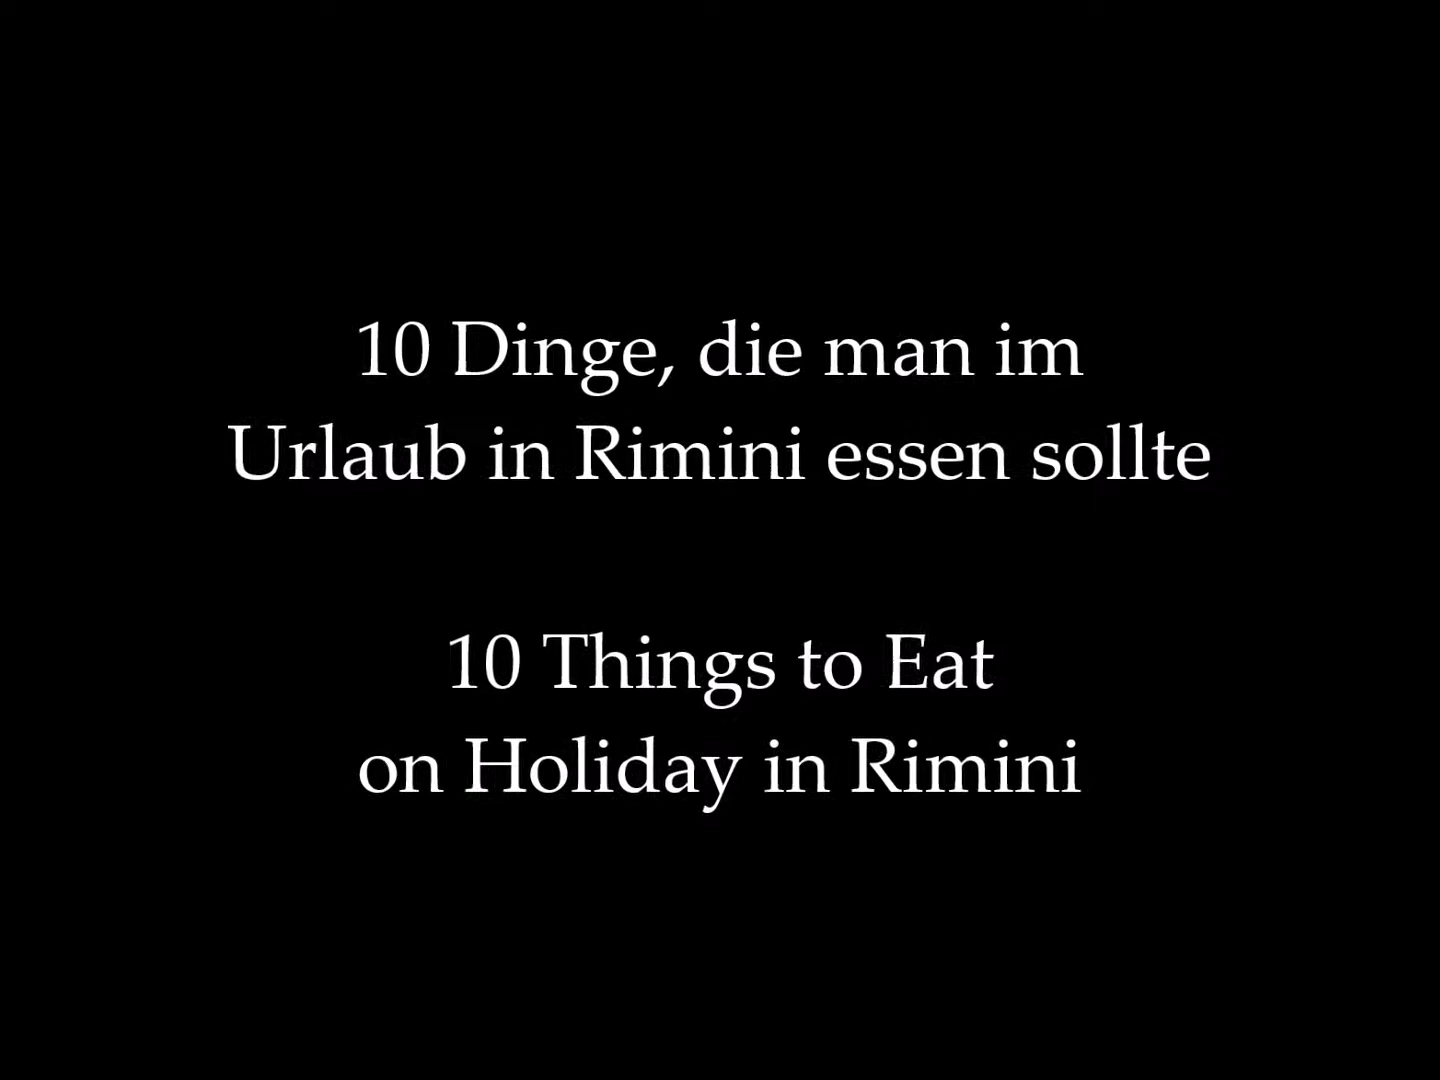 10 Dinge, die man im
Urlaub in Rimini essen sollte
10 Things to Eat
on Holiday in Rimini